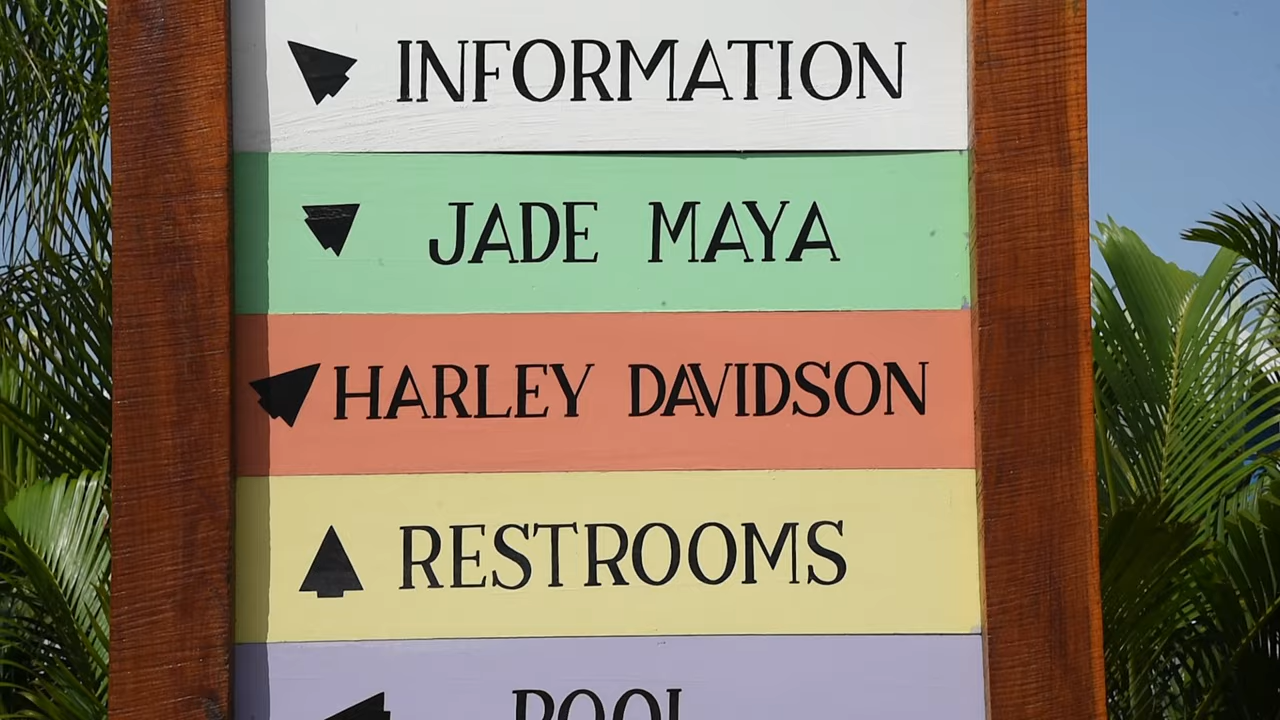 INFORMATION
JADE MAYA
HARLEY DAVIDSON
RESTROOMS
POOL